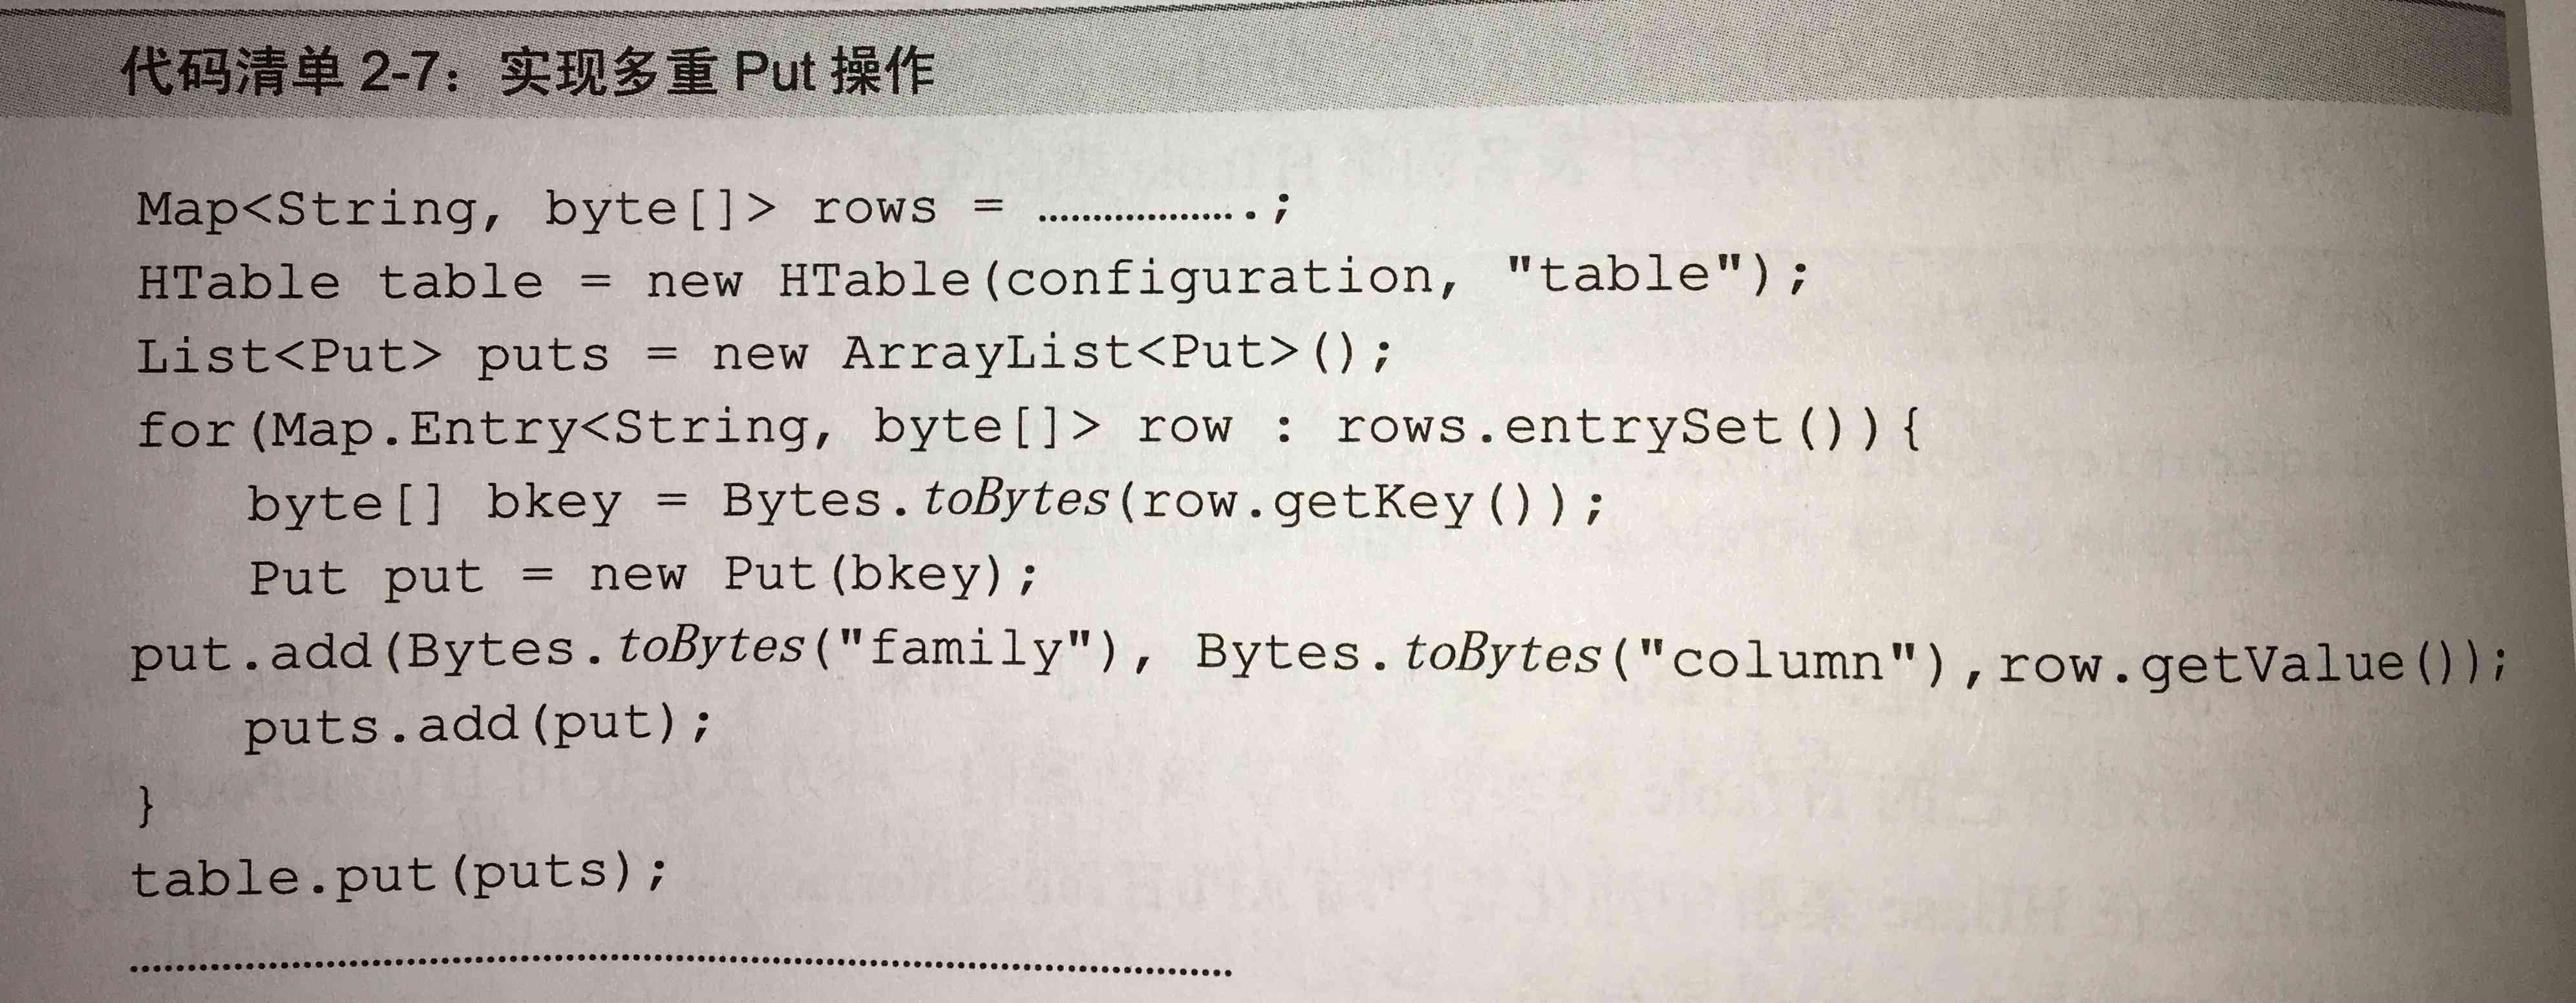 代码清单 2-7：实现多重 Put 操作
Map<String, byte[]> rows = ………………….;
HTable table = new HTable(configuration, "table");
List<Put> puts = new ArrayList<Put>();
for(Map.Entry<String, byte[]> row : rows.entrySet()){
byte[] bkey = Bytes.toBytes(row.getKey());
Put put = new Put(bkey);
put.add(Bytes.toBytes("family"), Bytes.toBytes("column"),row.getValue());
puts.add(put);
}
table.put(puts);